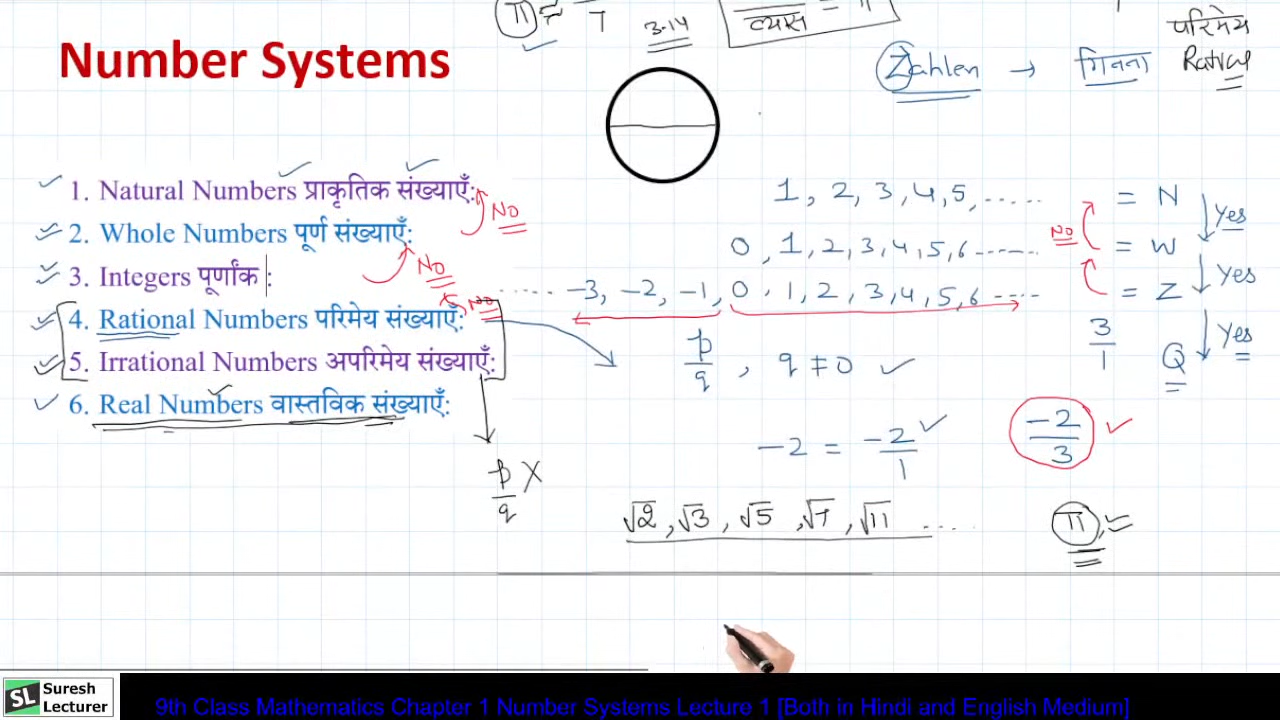 π ≈ 7
3.14
व्यास = π
परिमेय
Number Systems
Zahlen → गिनना
1. Natural Numbers प्राकृतिक संख्याएँ:
No
1, 2, 3, 4, 5, ...... = N
Yes
2. Whole Numbers पूर्ण संख्याएँ:
0, 1, 2, 3, 4, 5, 6 ......
No
= W
No
3. Integers पूर्णांक :
..... -3, -2, -1, 0, 1, 2, 3, 4, 5, 6 ---- = Z
Yes
No
4. Rational Numbers परिमेय संख्याएँ:
p/q, q ≠ 0
3/1
Q
Yes
5. Irrational Numbers अपरिमेय संख्याएँ:
6. Real Numbers वास्तविक संख्याएँ:
-2 = -2/1
-2/3
p/q X
√2, √3, √5, √7, √11 ....
π
SL Suresh
Lecturer
9th Class Mathematics Chapter 1 Number Systems Lecture 1 [Both in Hindi and English Medium]